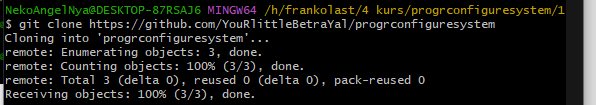 NekoAngelNya@DESKTOP-87RSAJ6 MINGW64 /h/frankolast/4 kurs/progrconfiguresystem/1
$ git clone https://github.com/YouRlittleBetraYal/progrconfiguresystem
Cloning into 'progrconfiguresystem'...
remote: Enumerating objects: 3, done.
remote: Counting objects: 100% (3/3), done.
remote: Total 3 (delta 0), reused 0 (delta 0), pack-reused 0
Receiving objects: 100% (3/3), done.